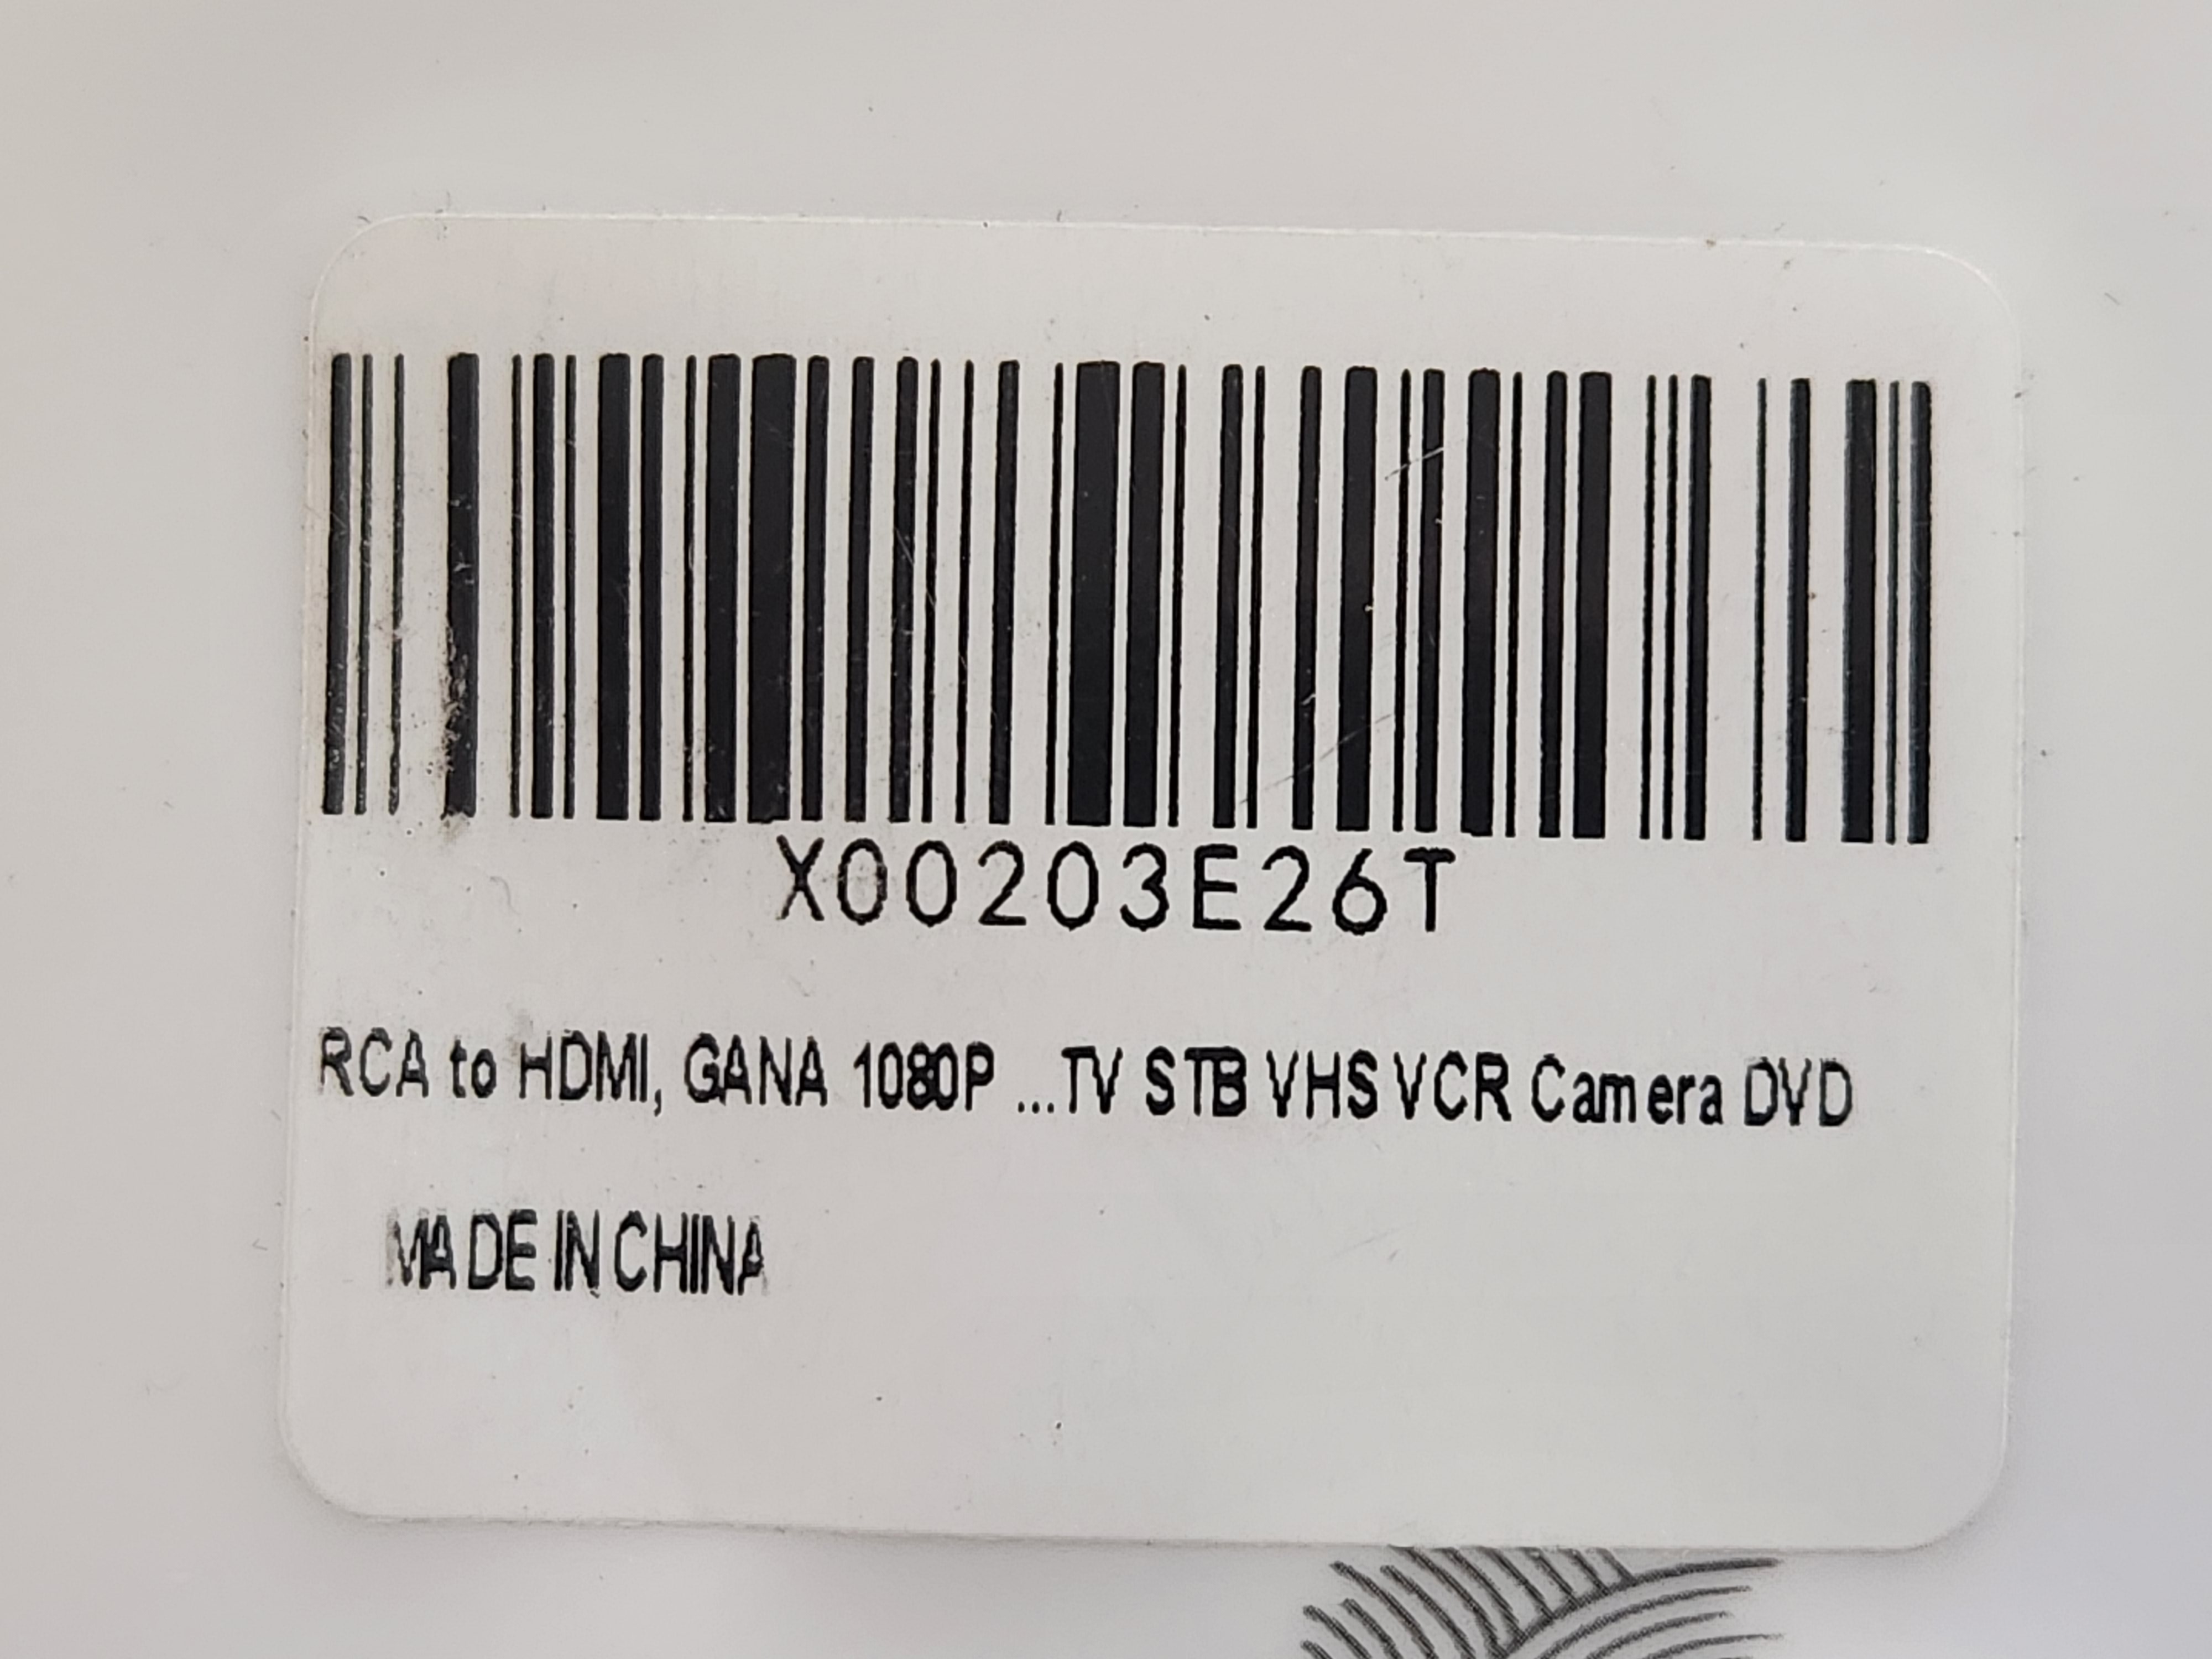 X00203E26T
RCA to HDMI, GANA 1080P ...TV STB VHS VCR Camera DVD
MADE IN CHINA